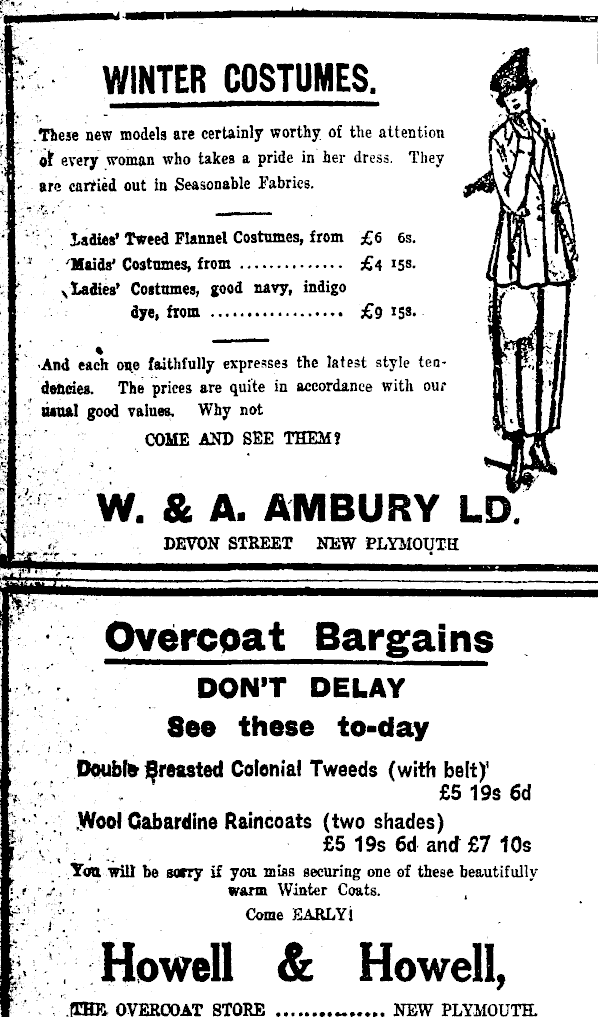 WINTER COSTUMES.
These new models are certainly worthy of the attention
of every woman who takes a pride in her dress. They
are carried out in Seasonable Fabrics.
Ladies' Tweed Flannel Costumes, from £6 6s.
Maids' Costumes, from .............. £4 15s.
Ladies' Costumes, good navy, indigo
dye, from .................. £9 15s.
And each one faithfully expresses the latest style ten-
dencies. The prices are quite in accordance with our
usual good values. Why not
COME AND SEE THEM?
W. & A. AMBURY LD.
DEVON STREET NEW PLYMOUTH
Overcoat Bargains
DON'T DELAY
See these to-day
Double Breasted Colonial Tweeds (with belt)
£5 19s 6d
Wool Gabardine Raincoats (two shades)
£5 19s 6d and £7 10s
You will be sorry if you miss securing one of these beautifully
warm Winter Coats.
Come EARLY!
Howell & Howell,
THE OVERCOAT STORE ............... NEW PLYMOUTH.